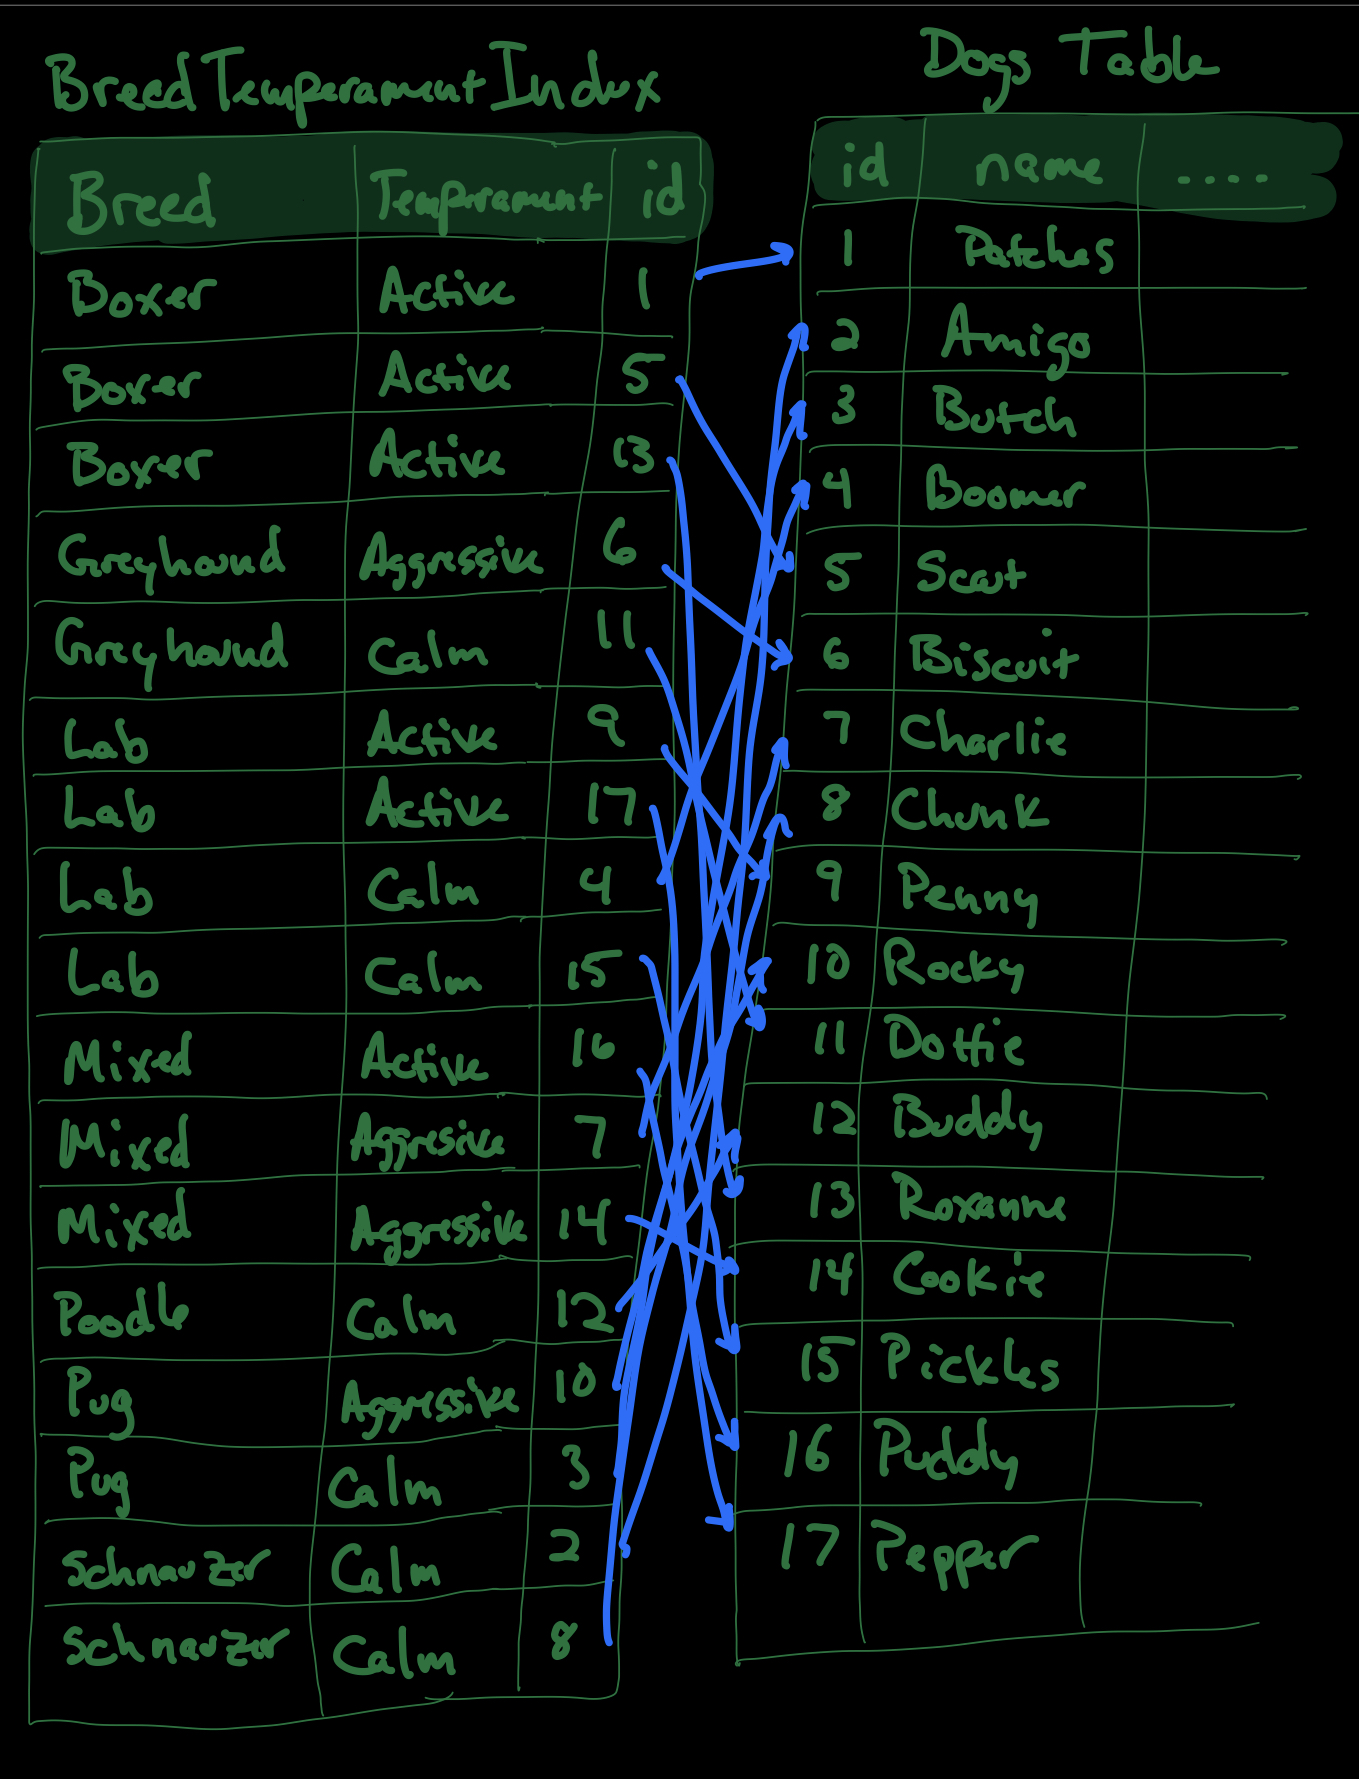 Breed Temperament Index
Breed Temperament id
Boxer Active 1
Boxer Active 5
Boxer Active 13
Greyhound Aggressive 6
Greyhound Calm 11
Lab Active 9
Lab Active 17
Lab Calm 4
Lab Calm 15
Mixed Active 16
Mixed Aggresive 7
Mixed Aggressive 14
Poodle Calm 12
Pug Aggressive 10
Pug Calm 3
Schnauzer Calm 2
Schnauzer Calm 8
Dogs Table
id name ....
1 Patches
2 Amigo
3 Butch
4 Boomer
5 Scout
6 Biscuit
7 Charlie
8 Chunk
9 Penny
10 Rocky
11 Dottie
12 Buddy
13 Roxanne
14 Cookie
15 Pickles
16 Puddy
17 Pepper